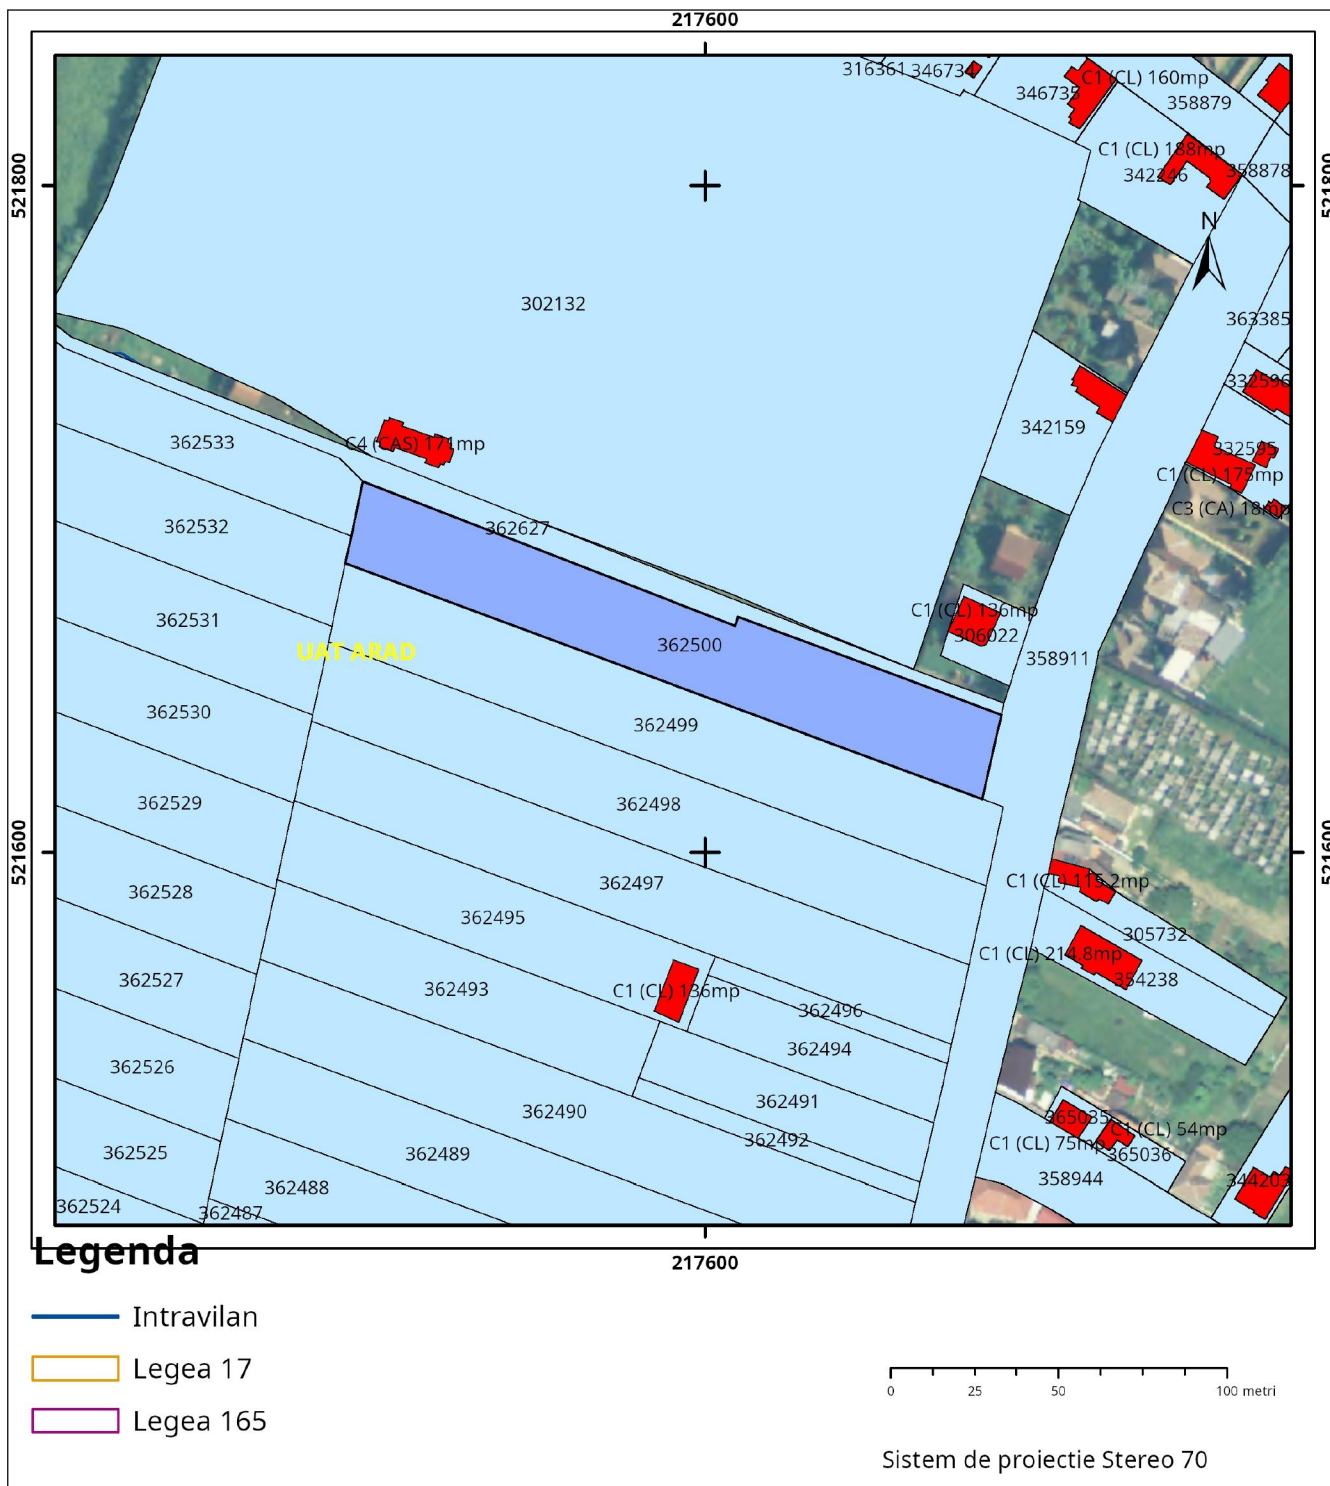 217600
316361
346734
346735
C1 (CL) 160mp
358879
521800
C1 (CL) 188mp
342246
358878
521800
N
302132
363385
332596
342159
362533
C4 (CAS) 171mp
332595
C1 (CL) 175mp
C3 (CA) 18mp
362532
362627
362531
C1 (CL) 136mp
306022
UAT ARAD
362500
358911
362530
362499
362529
362498
521600
521600
362497
C1 (CL) 115.2mp
362528
362495
305732
C1 (CL) 214.8mp
354238
362527
362493
C1 (CL) 136mp
362496
362494
362526
362490
362491
365035
362492
C1 (CL) 54mp
C1 (CL) 75mp
365036
362525
362489
358944
344203
362488
362524
362487
217600
Legenda
Intravilan
Legea 17
Legea 165
0 25 50 100 metri
Sistem de proiectie Stereo 70